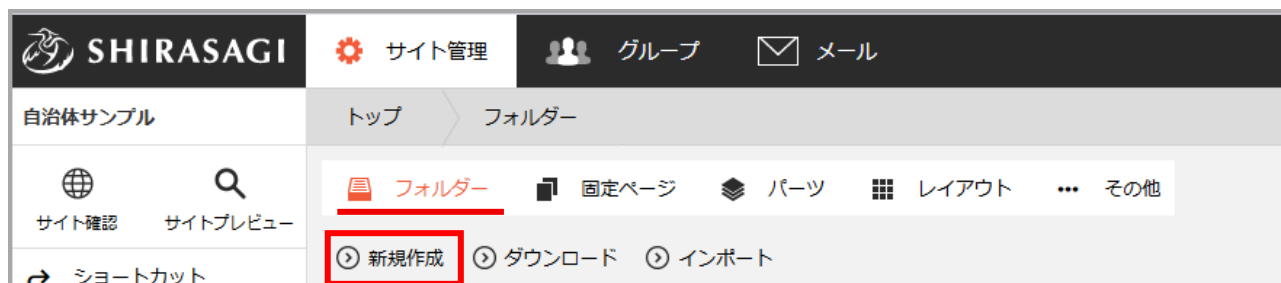 SHIRASAGI サイト管理 グループ メール
自治体サンプル トップ フォルダー
フォルダー 固定ページ パーツ レイアウト ••• その他
サイト確認 サイトプレビュー
新規作成 ダウンロード インポート
ショートカット